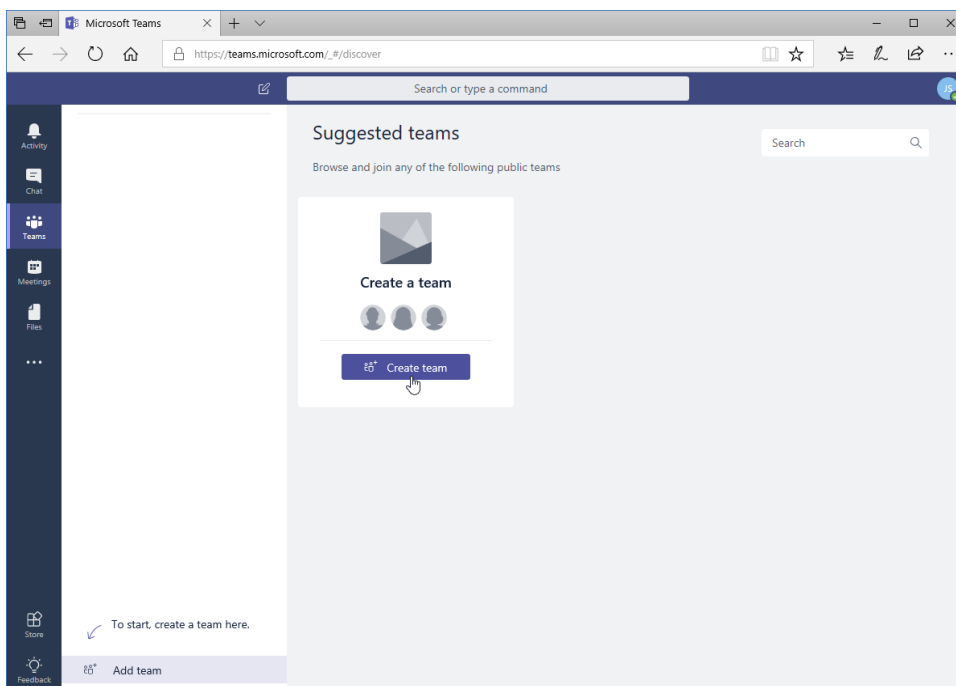 Microsoft Teams
https://teams.microsoft.com/_#/discover
Search or type a command
JS
Activity
Chat
Teams
Meetings
Files
Store
Feedback
To start, create a team here.
Add team
Suggested teams
Search
Browse and join any of the following public teams
Create a team
Create team